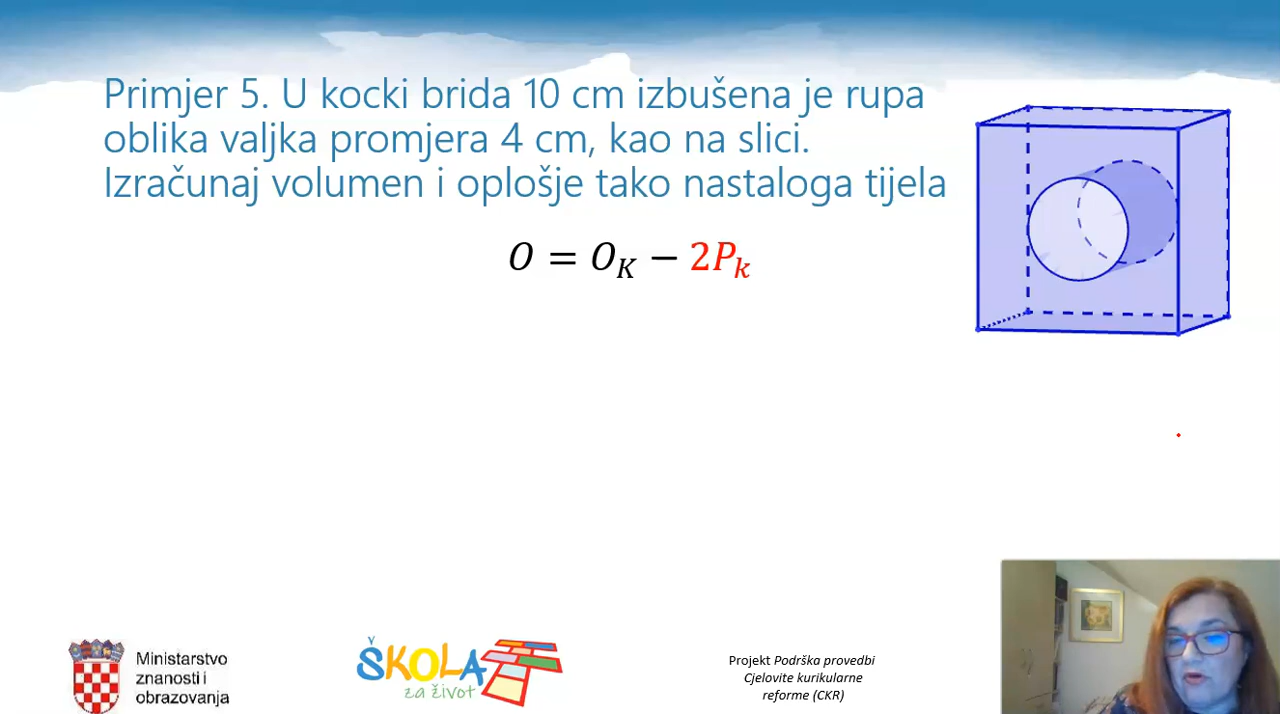 Primjer 5. U kocki brida 10 cm izbušena je rupa
oblika valjka promjera 4 cm, kao na slici.
Izračunaj volumen i oplošje tako nastaloga tijela
O = O_K − 2P_k
Ministarstvo
znanosti i
obrazovanja
ŠKOLA
za život
Projekt Podrška provedbi
Cjelovite kurikularne
reforme (CKR)